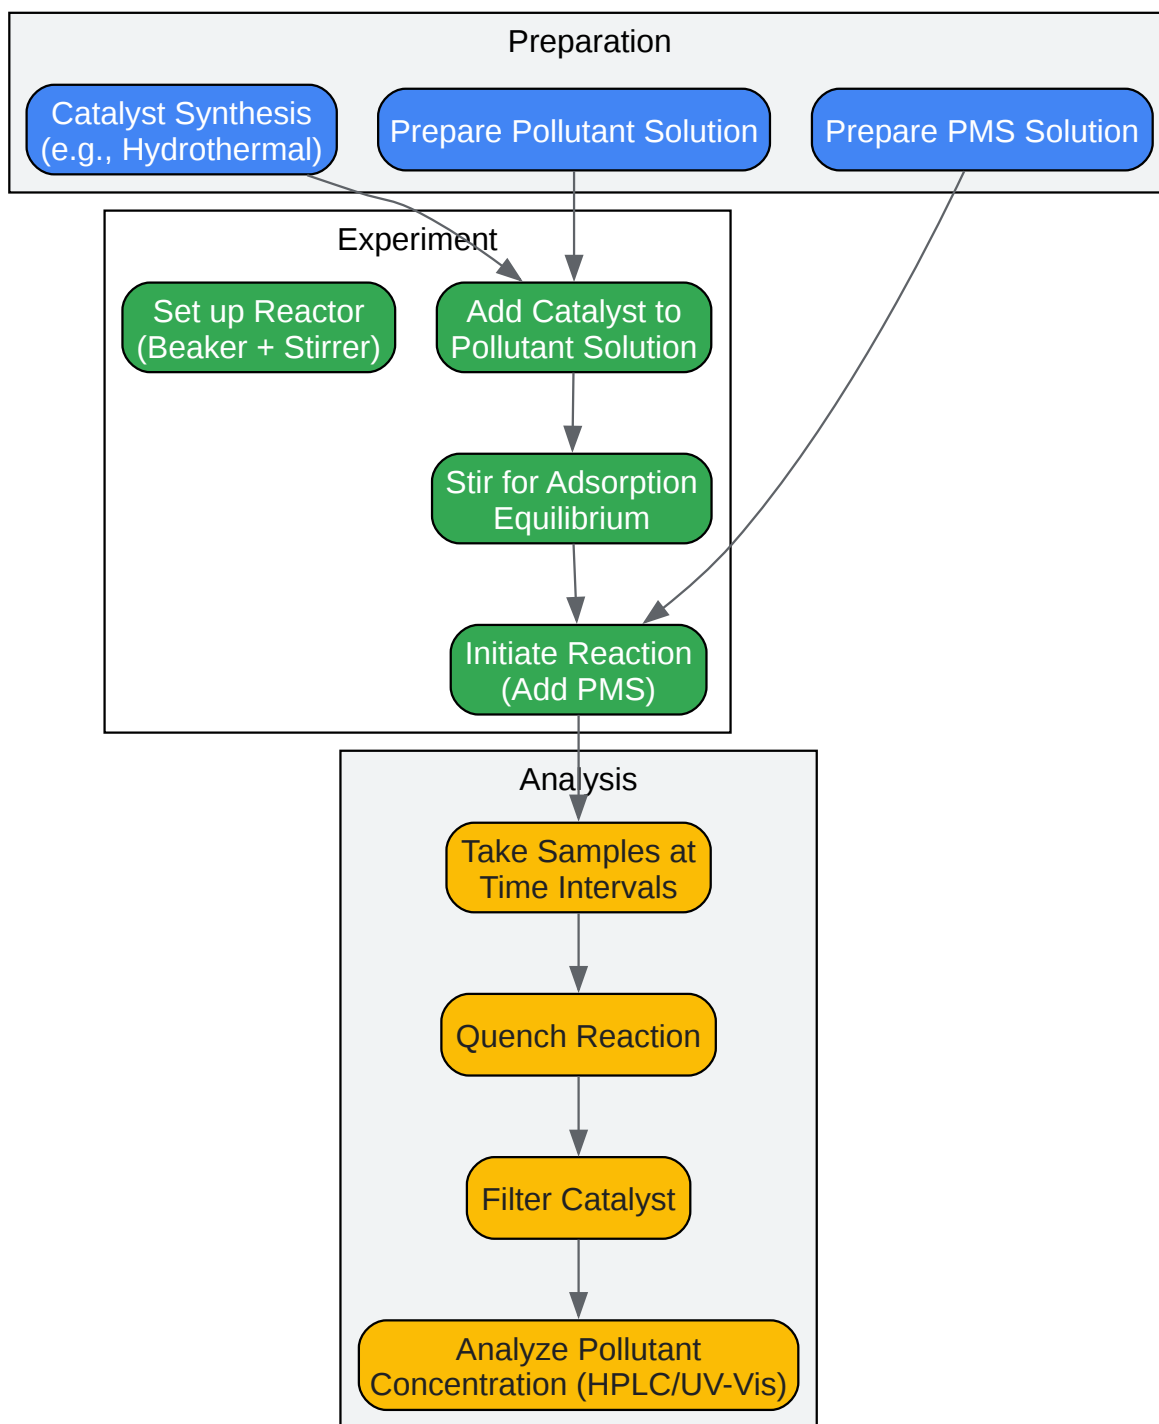 Preparation
Catalyst Synthesis
(e.g., Hydrothermal)
Prepare Pollutant Solution
Prepare PMS Solution
Experiment
Set up Reactor
(Beaker + Stirrer)
Add Catalyst to
Pollutant Solution
Stir for Adsorption
Equilibrium
Initiate Reaction
(Add PMS)
Analysis
Take Samples at
Time Intervals
Quench Reaction
Filter Catalyst
Analyze Pollutant
Concentration (HPLC/UV-Vis)